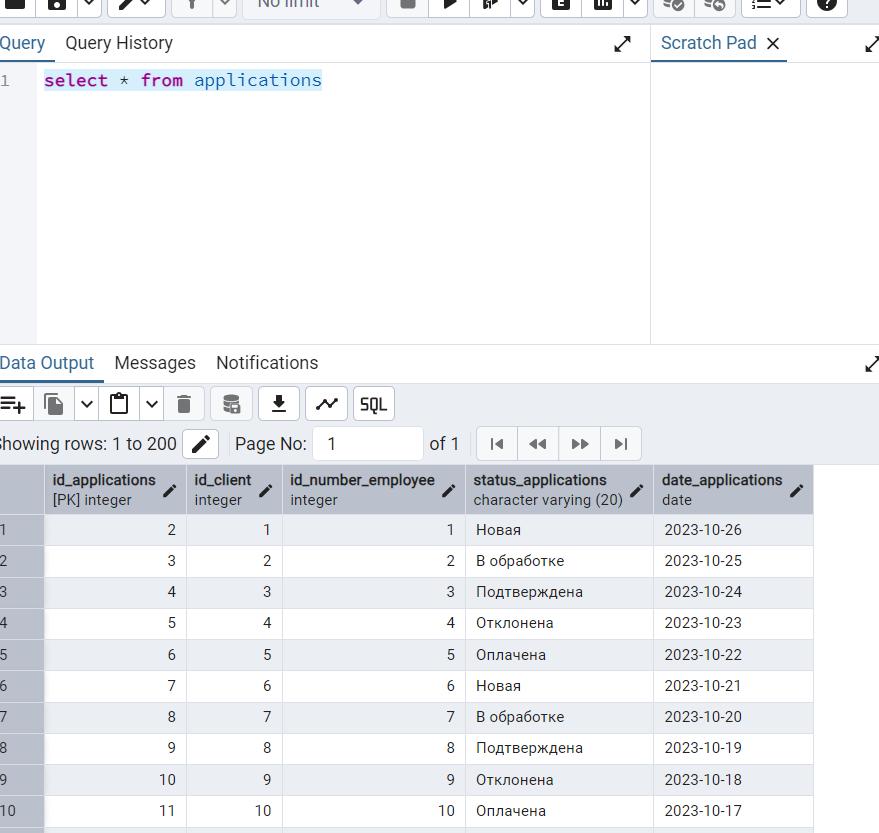 No limit
Query Query History
Scratch Pad
1 select * from applications
Data Output Messages Notifications
SQL
Showing rows: 1 to 200 Page No: 1 of 1
id_applications id_client id_number_employee status_applications date_applications
[PK] integer integer integer character varying (20) date
1 2 1 1 Новая 2023-10-26
2 3 2 2 В обработке 2023-10-25
3 4 3 3 Подтверждена 2023-10-24
4 5 4 4 Отклонена 2023-10-23
5 6 5 5 Оплачена 2023-10-22
6 7 6 6 Новая 2023-10-21
7 8 7 7 В обработке 2023-10-20
8 9 8 8 Подтверждена 2023-10-19
9 10 9 9 Отклонена 2023-10-18
10 11 10 10 Оплачена 2023-10-17